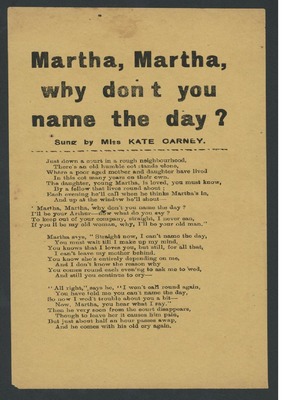 Martha, Martha,
why don't you
name the day?
Sung by Miss KATE CARNEY.
Just down a court in a rough neighbourhood,
There's an old humble cot stands alone,
Where a poor aged mother and daughter have lived
In this cot many years on their own.
The daughter, young Martha, is loved, you must know,
By a fellow that lives round about;
Each evening he'll call when he thinks Martha's in,
And up at the window he'll shout—
"Martha, Martha, why don't you name the day?
I'll be your Arther—now what do you say?
To keep out of your company, straight, I never can,
If you'll be my old woman, why, I'll be your old man."
Martha says, "Straight now, I can't name the day,
You must wait till I make up my mind,
You knows that I loves you, but still, for all that,
I can't leave my mother behind.
You know she's entirely depending on me,
And I don't know the reason why
You comes round each even'ng to ask me to wed,
And still you continue to cry—
"All right," says he, "I won't call round again,
You have told me you can't name the day,
So now I won't trouble about you a bit—
Now, Martha, you hear what I say."
Then he very soon from the court disappears,
Though to leave her it causes him pain,
But just about half an hour passes away,
And he comes with his old cry again.